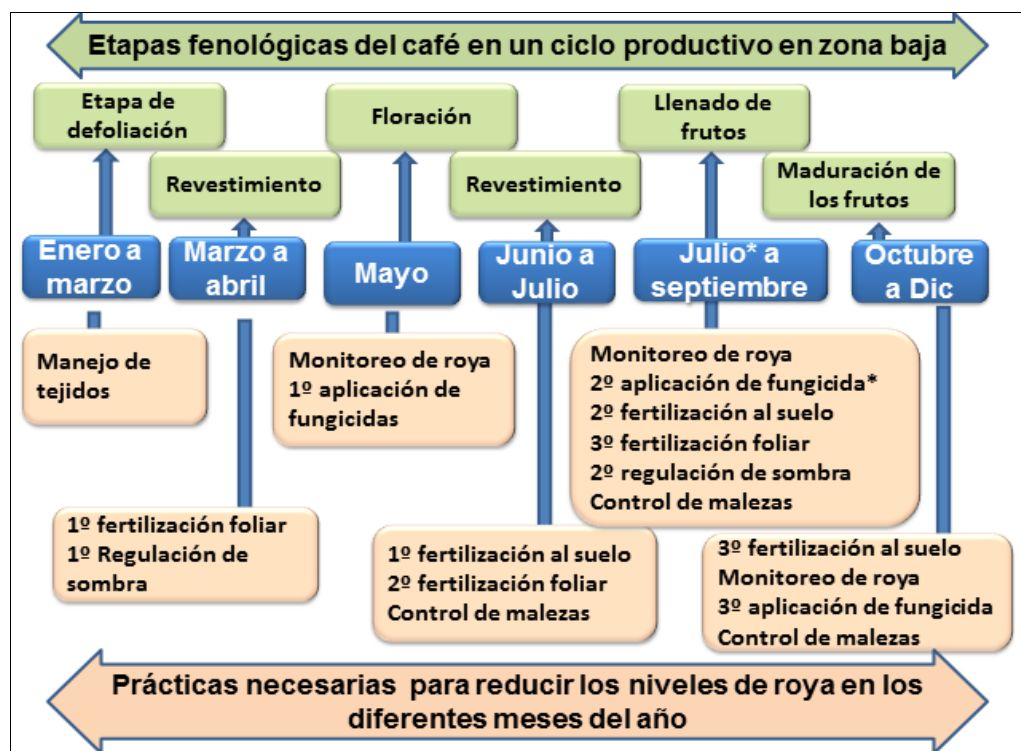 Etapas fenológicas del café en un ciclo productivo en zona baja
Etapa de
defoliación
Revestimiento
Floración
Revestimiento
Llenado de
frutos
Maduración de
los frutos
Enero a
marzo
Marzo a
abril
Mayo
Junio a
Julio
Julio* a
septiembre
Octubre
a Dic
Manejo de
tejidos
1º fertilización foliar
1º Regulación de
sombra
Monitoreo de roya
1º aplicación de
fungicidas
1º fertilización al suelo
2º fertilización foliar
Control de malezas
Monitoreo de roya
2º aplicación de fungicida*
2º fertilización al suelo
3º fertilización foliar
2º regulación de sombra
Control de malezas
3º fertilización al suelo
Monitoreo de roya
3º aplicación de fungicida
Control de malezas
Prácticas necesarias para reducir los niveles de roya en los
diferentes meses del año